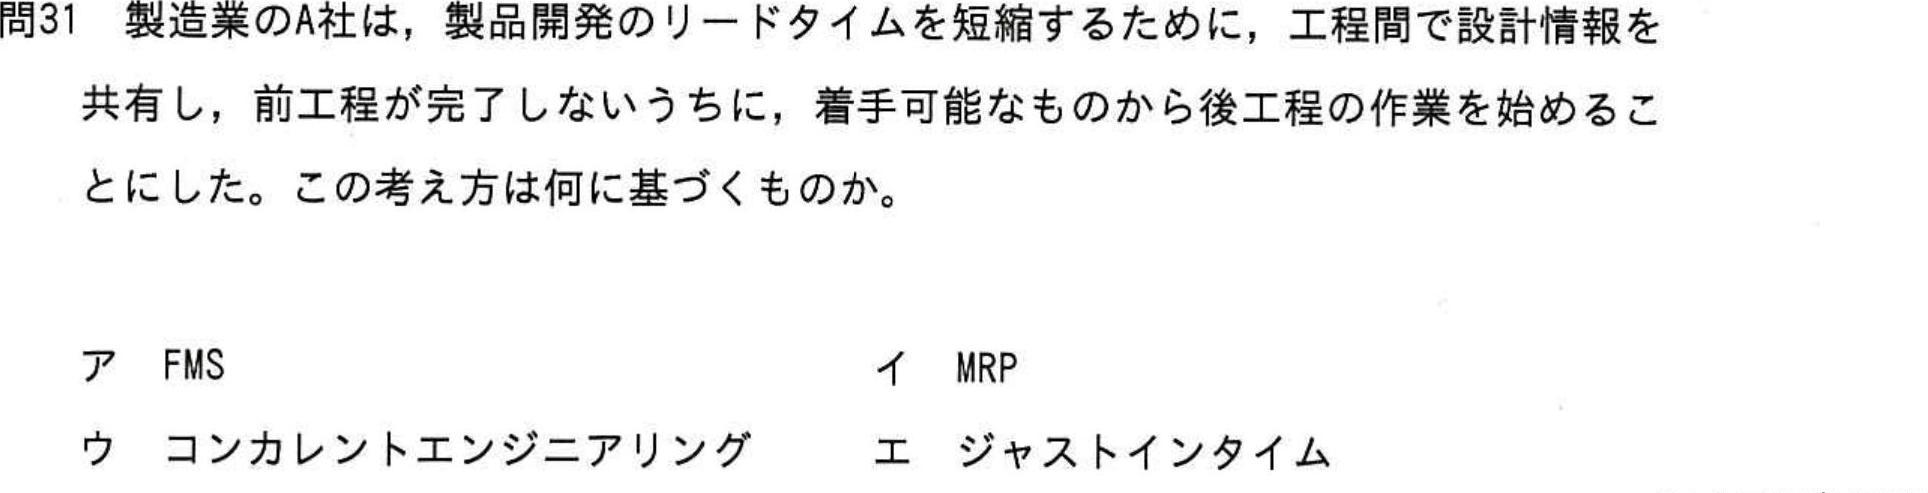 問31　製造業のA社は，製品開発のリードタイムを短縮するために，工程間で設計情報を
共有し，前工程が完了しないうちに，着手可能なものから後工程の作業を始めるこ
とにした。この考え方は何に基づくものか。
ア　FMS　イ　MRP
ウ　コンカレントエンジニアリング　エ　ジャストインタイム